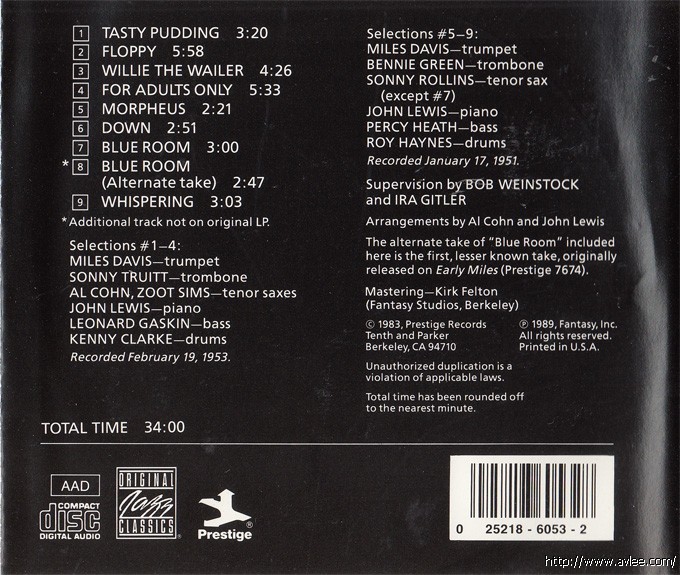 1 TASTY PUDDING 3:20
2 FLOPPY 5:58
3 WILLIE THE WAILER 4:26
4 FOR ADULTS ONLY 5:33
5 MORPHEUS 2:21
6 DOWN 2:51
7 BLUE ROOM 3:00
* 8 BLUE ROOM
(Alternate take) 2:47
9 WHISPERING 3:03
*Additional track not on original LP.
Selections #1–4:
MILES DAVIS—trumpet
SONNY TRUITT—trombone
AL COHN, ZOOT SIMS—tenor saxes
JOHN LEWIS—piano
LEONARD GASKIN—bass
KENNY CLARKE—drums
Recorded February 19, 1953.
Selections #5–9:
MILES DAVIS—trumpet
BENNIE GREEN—trombone
SONNY ROLLINS—tenor sax
(except #7)
JOHN LEWIS—piano
PERCY HEATH—bass
ROY HAYNES—drums
Recorded January 17, 1951.
Supervision by BOB WEINSTOCK
and IRA GITLER
Arrangements by Al Cohn and John Lewis
The alternate take of "Blue Room" included
here is the first, lesser known take, originally
released on Early Miles (Prestige 7674).
Mastering—Kirk Felton
(Fantasy Studios, Berkeley)
© 1983, Prestige Records
Tenth and Parker
Berkeley, CA 94710
℗ 1989, Fantasy, Inc.
All rights reserved.
Printed in U.S.A.
Unauthorized duplication is a
violation of applicable laws.
Total time has been rounded off
to the nearest minute.
TOTAL TIME 34:00
AAD
COMPACT
disc
DIGITAL AUDIO
ORIGINAL
Jazz
CLASSICS®
Prestige®
0 25218-6053-2
http://www.avlee.com/